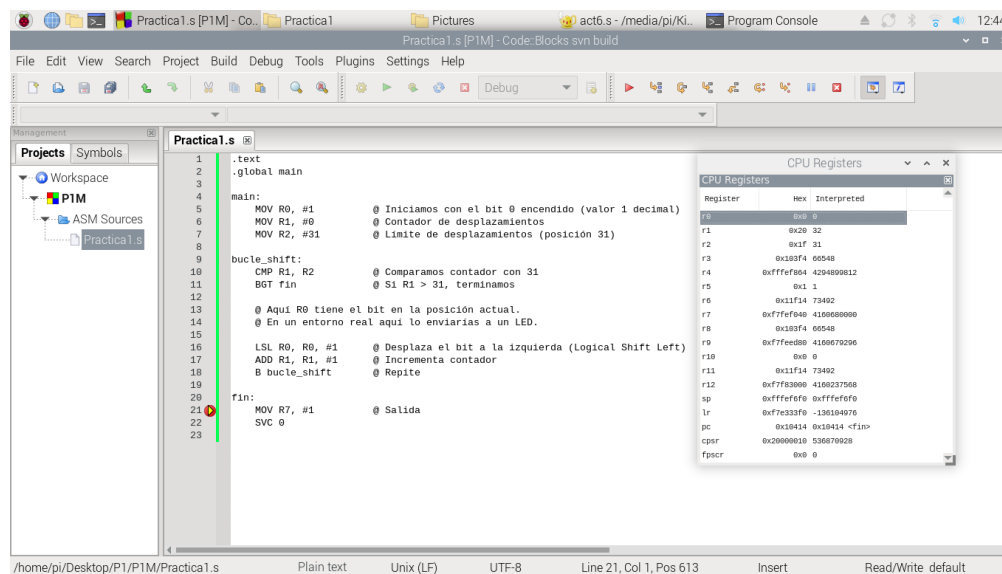 Practica1.s [P1M] - Co..
Practica1
Pictures
act6.s - /media/pi/Ki..
Program Console
12:44
Practica1.s [P1M] - Code::Blocks svn build
File Edit View Search Project Build Debug Tools Plugins Settings Help
Debug
Management
Projects Symbols
Workspace
P1M
ASM Sources
Practica1.s
Practica1.s
1 .text
2 .global main
3
4 main:
5 MOV R0, #1 @ Iniciamos con el bit 0 encendido (valor 1 decimal)
6 MOV R1, #0 @ Contador de desplazamientos
7 MOV R2, #31 @ Límite de desplazamientos (posición 31)
8
9 bucle_shift:
10 CMP R1, R2 @ Comparamos contador con 31
11 BGT fin @ Si R1 > 31, terminamos
12
13 @ Aquí R0 tiene el bit en la posición actual.
14 @ En un entorno real aquí lo enviarías a un LED.
15
16 LSL R0, R0, #1 @ Desplaza el bit a la izquierda (Logical Shift Left)
17 ADD R1, R1, #1 @ Incrementa contador
18 B bucle_shift @ Repite
19
20 fin:
21 MOV R7, #1 @ Salida
22 SVC 0
23
CPU Registers
CPU Registers
Register Hex Interpreted
r0 0x0 0
r1 0x20 32
r2 0x1f 31
r3 0x103f4 66548
r4 0xfffef864 4294899812
r5 0x1 1
r6 0x11f14 73492
r7 0xf7fef040 4160680000
r8 0x103f4 66548
r9 0xf7feed80 4160679296
r10 0x0 0
r11 0x11f14 73492
r12 0xf7f83000 4160237568
sp 0xfffef6f0 0xfffef6f0
lr 0xf7e333f0 -136104976
pc 0x10414 0x10414 <fin>
cpsr 0x20000010 536870928
fpscr 0x0 0
/home/pi/Desktop/P1/P1M/Practica1.s
Plain text
Unix (LF)
UTF-8
Line 21, Col 1, Pos 613
Insert
Read/Write default